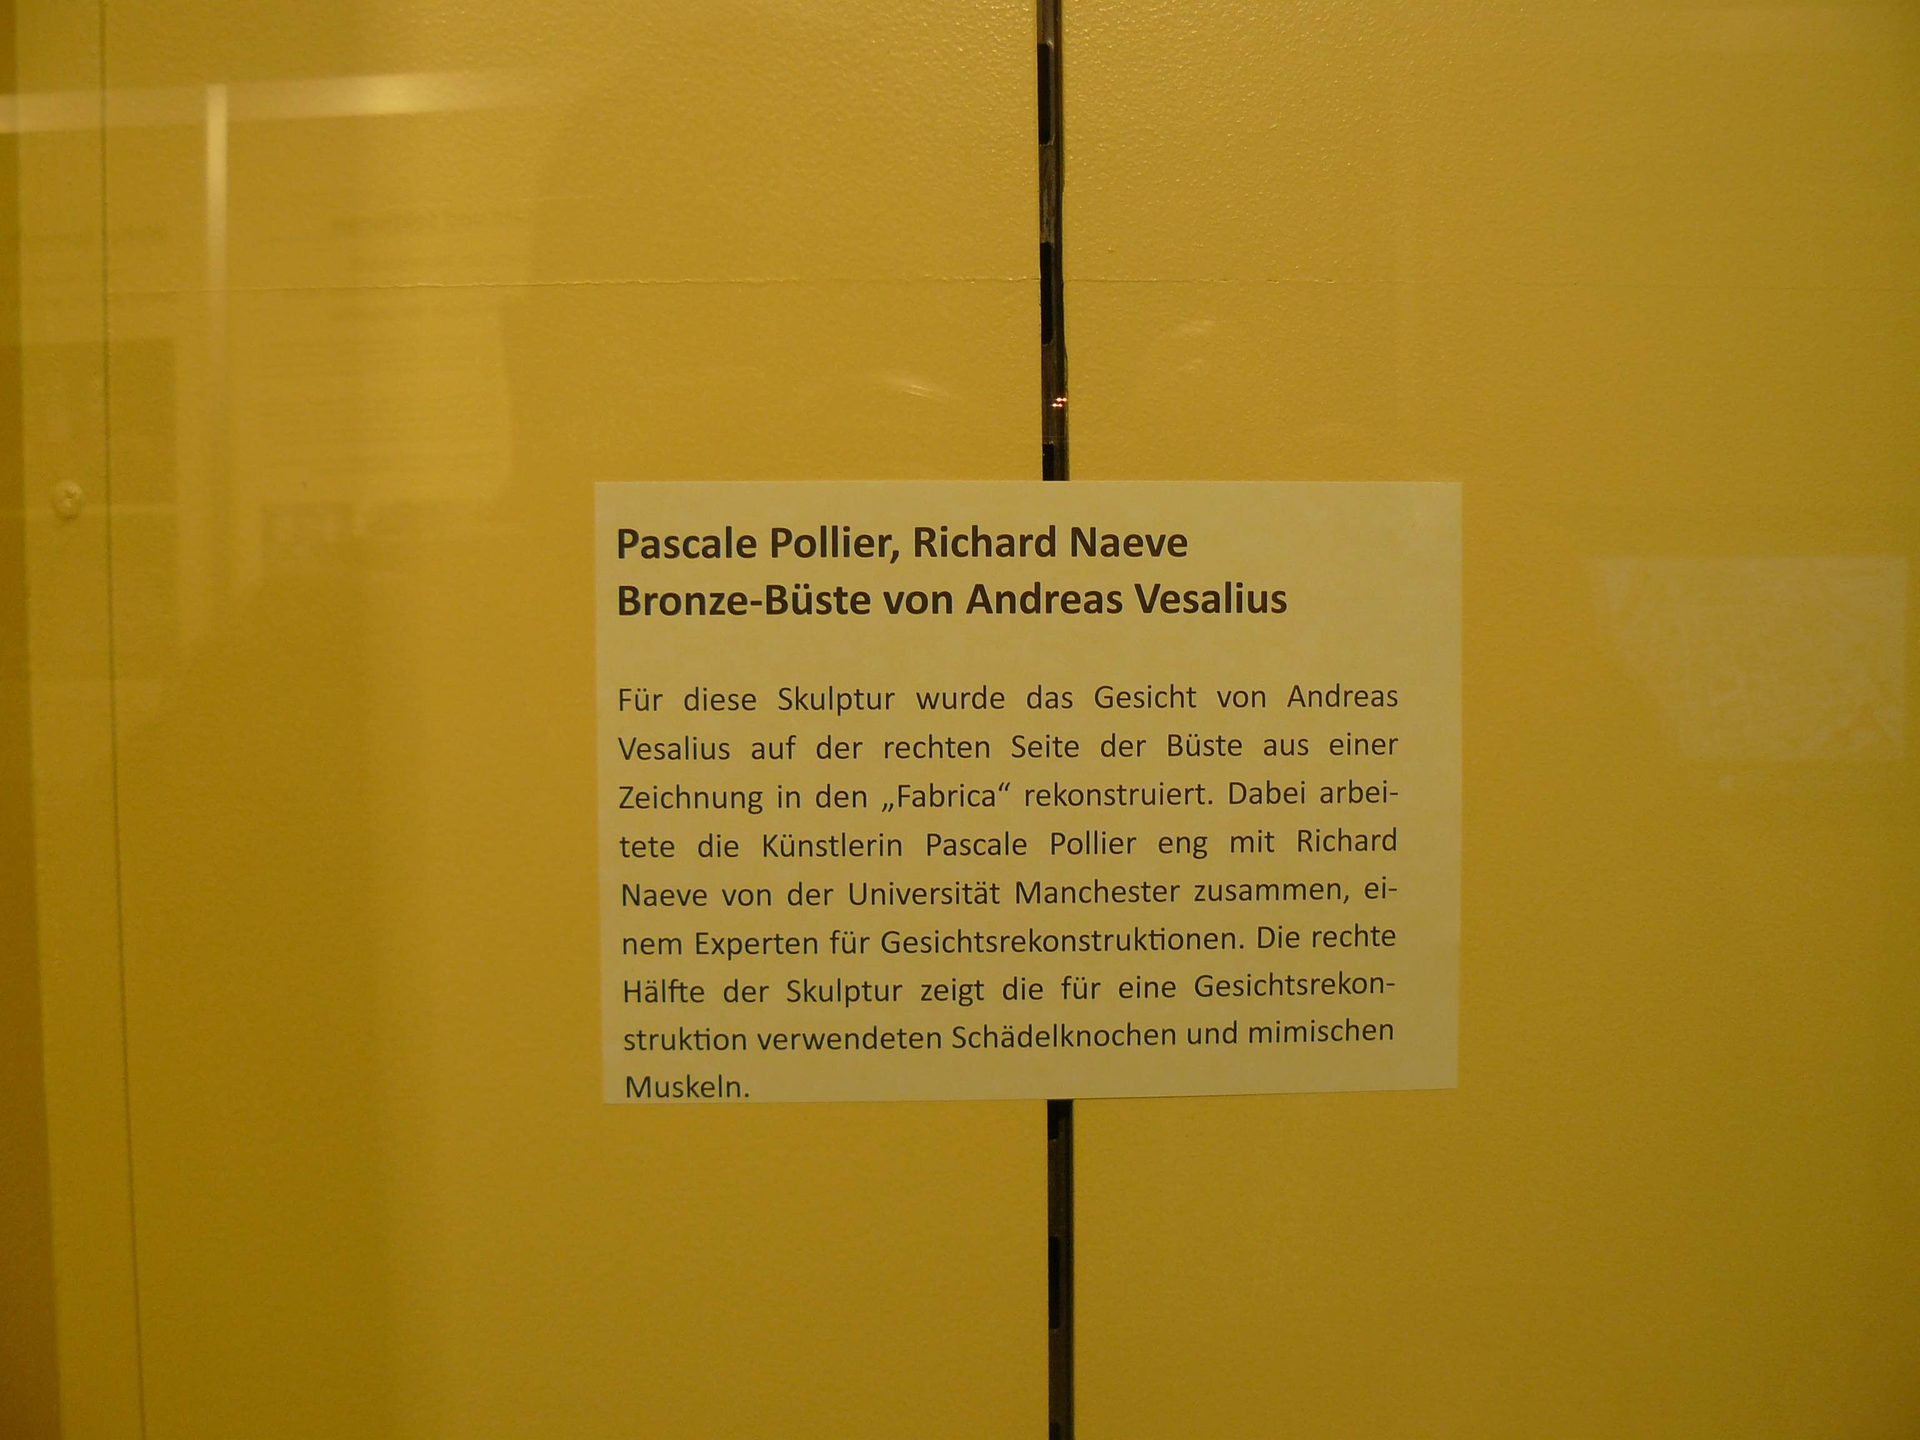 Pascale Pollier, Richard Naeve
Bronze-Büste von Andreas Vesalius
Für diese Skulptur wurde das Gesicht von Andreas
Vesalius auf der rechten Seite der Büste aus einer
Zeichnung in den „Fabrica“ rekonstruiert. Dabei arbei-
tete die Künstlerin Pascale Pollier eng mit Richard
Naeve von der Universität Manchester zusammen, ei-
nem Experten für Gesichtsrekonstruktionen. Die rechte
Hälfte der Skulptur zeigt die für eine Gesichtsrekon-
struktion verwendeten Schädelknochen und mimischen
Muskeln.